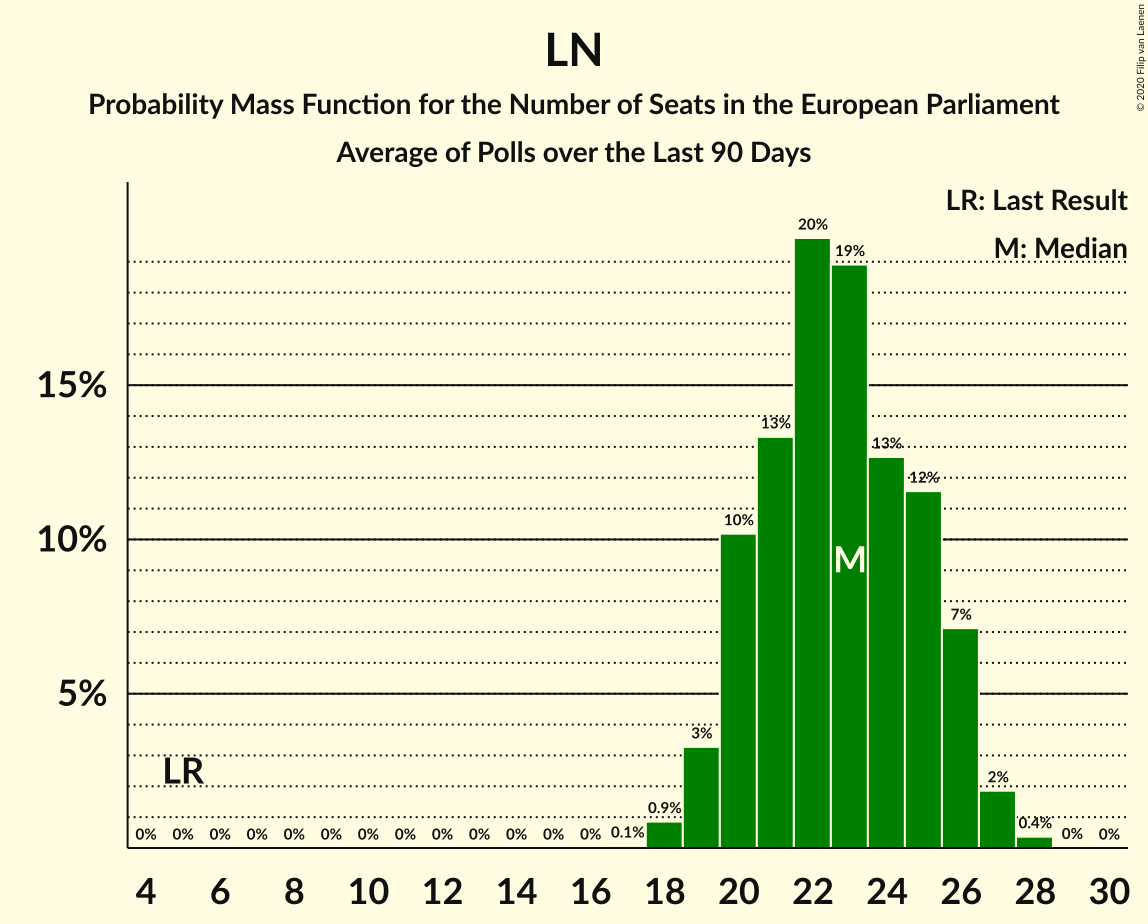 LN
Probability Mass Function for the Number of Seats in the European Parliament
Average of Polls over the Last 90 Days
© 2020 Filip van Laenen
LR: Last Result
M: Median
20%
19%
15%
13%
13%
12%
10%
10%
M
7%
5%
3%
LR
2%
0.9%
0.4%
0% 0% 0% 0% 0% 0% 0% 0% 0% 0% 0% 0% 0% 0.1% 0% 0%
4 6 8 10 12 14 16 18 20 22 24 26 28 30